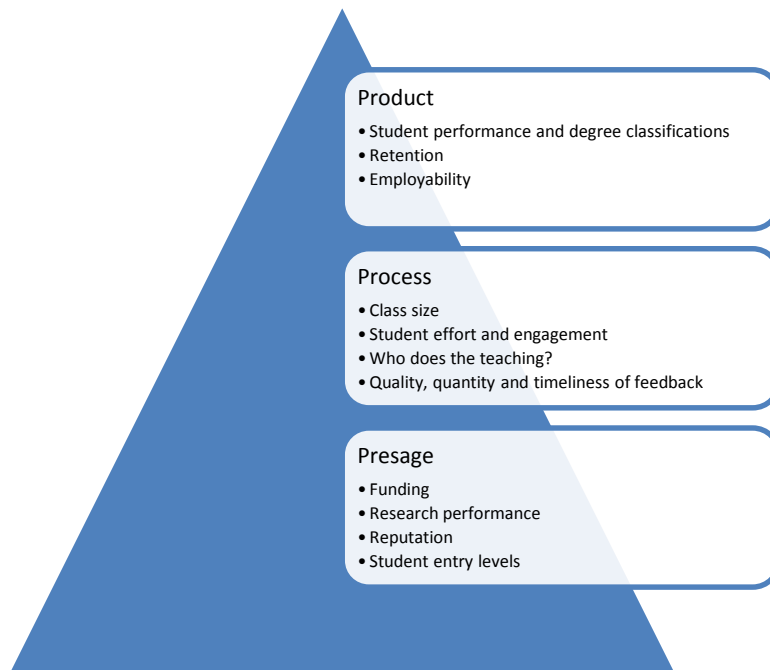 Product
• Student performance and degree classifications
• Retention
• Employability
Process
• Class size
• Student effort and engagement
• Who does the teaching?
• Quality, quantity and timeliness of feedback
Presage
• Funding
• Research performance
• Reputation
• Student entry levels